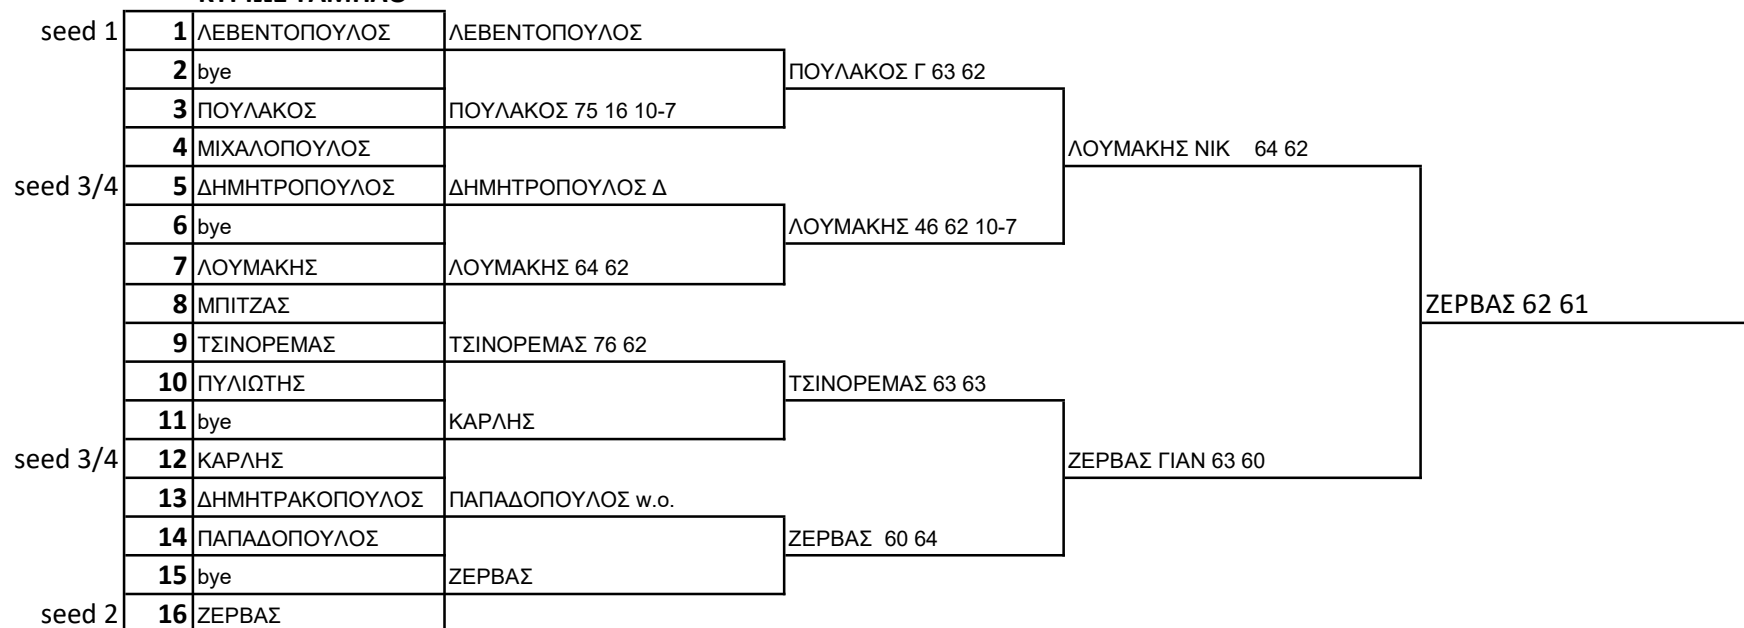 seed 1 1 ΛΕΒΕΝΤΟΠΟΥΛΟΣ ΛΕΒΕΝΤΟΠΟΥΛΟΣ
2 bye ΠΟΥΛΑΚΟΣ Γ 63 62
3 ΠΟΥΛΑΚΟΣ ΠΟΥΛΑΚΟΣ 75 16 10-7
4 ΜΙΧΑΛΟΠΟΥΛΟΣ ΛΟΥΜΑΚΗΣ ΝΙΚ 64 62
seed 3/4 5 ΔΗΜΗΤΡΟΠΟΥΛΟΣ ΔΗΜΗΤΡΟΠΟΥΛΟΣ Δ
6 bye ΛΟΥΜΑΚΗΣ 46 62 10-7
7 ΛΟΥΜΑΚΗΣ ΛΟΥΜΑΚΗΣ 64 62
8 ΜΠΙΤΖΑΣ ΖΕΡΒΑΣ 62 61
9 ΤΣΙΝΟΡΕΜΑΣ ΤΣΙΝΟΡΕΜΑΣ 76 62
10 ΠΥΛΙΩΤΗΣ ΤΣΙΝΟΡΕΜΑΣ 63 63
11 bye ΚΑΡΛΗΣ
seed 3/4 12 ΚΑΡΛΗΣ ΖΕΡΒΑΣ ΓΙΑΝ 63 60
13 ΔΗΜΗΤΡΑΚΟΠΟΥΛΟΣ ΠΑΠΑΔΟΠΟΥΛΟΣ w.o.
14 ΠΑΠΑΔΟΠΟΥΛΟΣ ΖΕΡΒΑΣ 60 64
15 bye ΖΕΡΒΑΣ
seed 2 16 ΖΕΡΒΑΣ